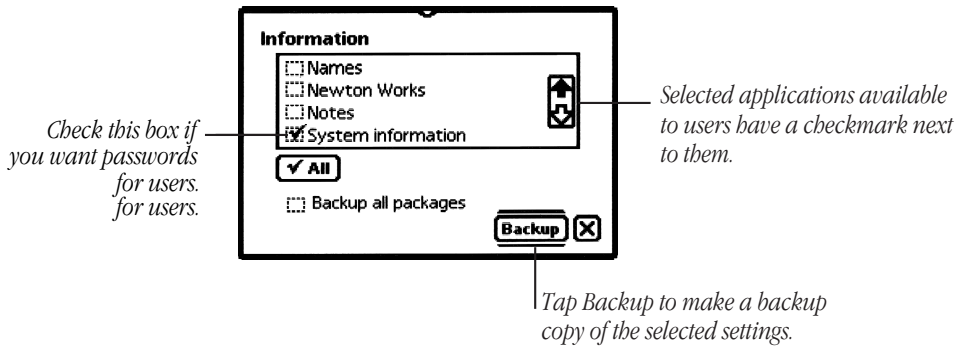 Information
Names
Newton Works
Notes
System information
✓ All
Backup all packages
Backup
Check this box if
you want passwords
for users.
for users.
Selected applications available
to users have a checkmark next
to them.
Tap Backup to make a backup
copy of the selected settings.